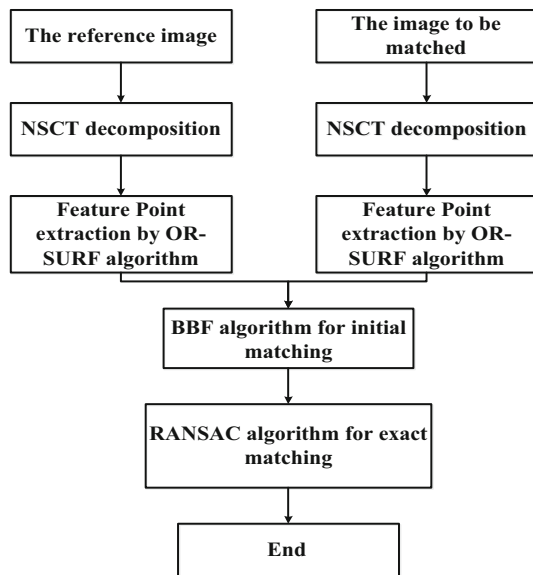 The reference image
The image to be
matched
NSCT decomposition
NSCT decomposition
Feature Point
extraction by OR-
SURF algorithm
Feature Point
extraction by OR-
SURF algorithm
BBF algorithm for initial
matching
RANSAC algorithm for exact
matching
End